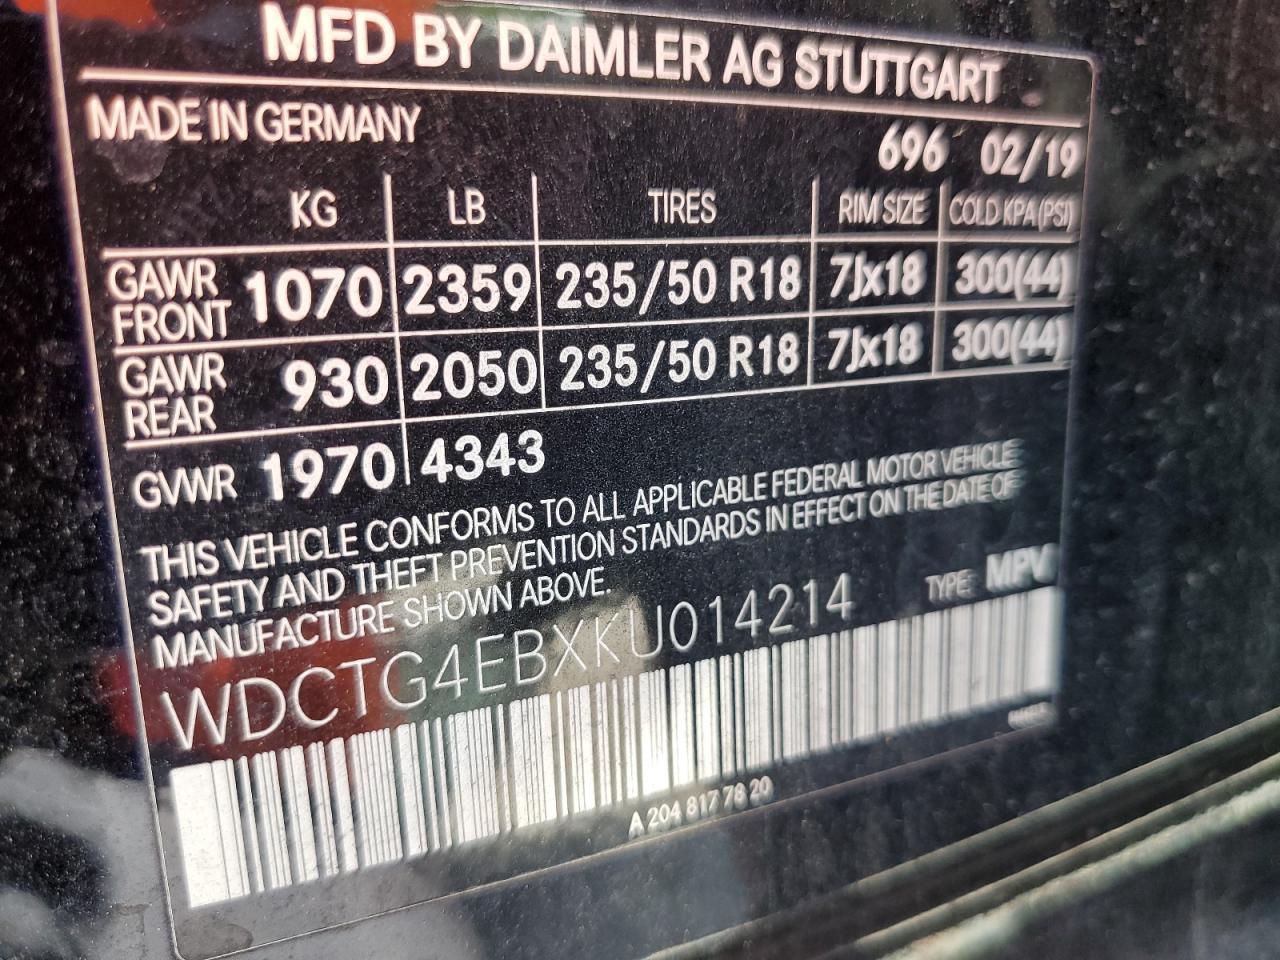 MFD BY DAIMLER AG STUTTGART
MADE IN GERMANY
696 02/19
KG LB TIRES RIM SIZE COLD KPA (PSI)
GAWR FRONT 1070 2359 235/50 R18 7Jx18 300(44)
GAWR REAR 930 2050 235/50 R18 7Jx18 300(44)
GVWR 1970 4343
THIS VEHICLE CONFORMS TO ALL APPLICABLE FEDERAL MOTOR VEHICLE
SAFETY AND THEFT PREVENTION STANDARDS IN EFFECT ON THE DATE OF
MANUFACTURE SHOWN ABOVE.
TYPE: MPV
WDCTG4EBXKU014214
A 204 817 78 20